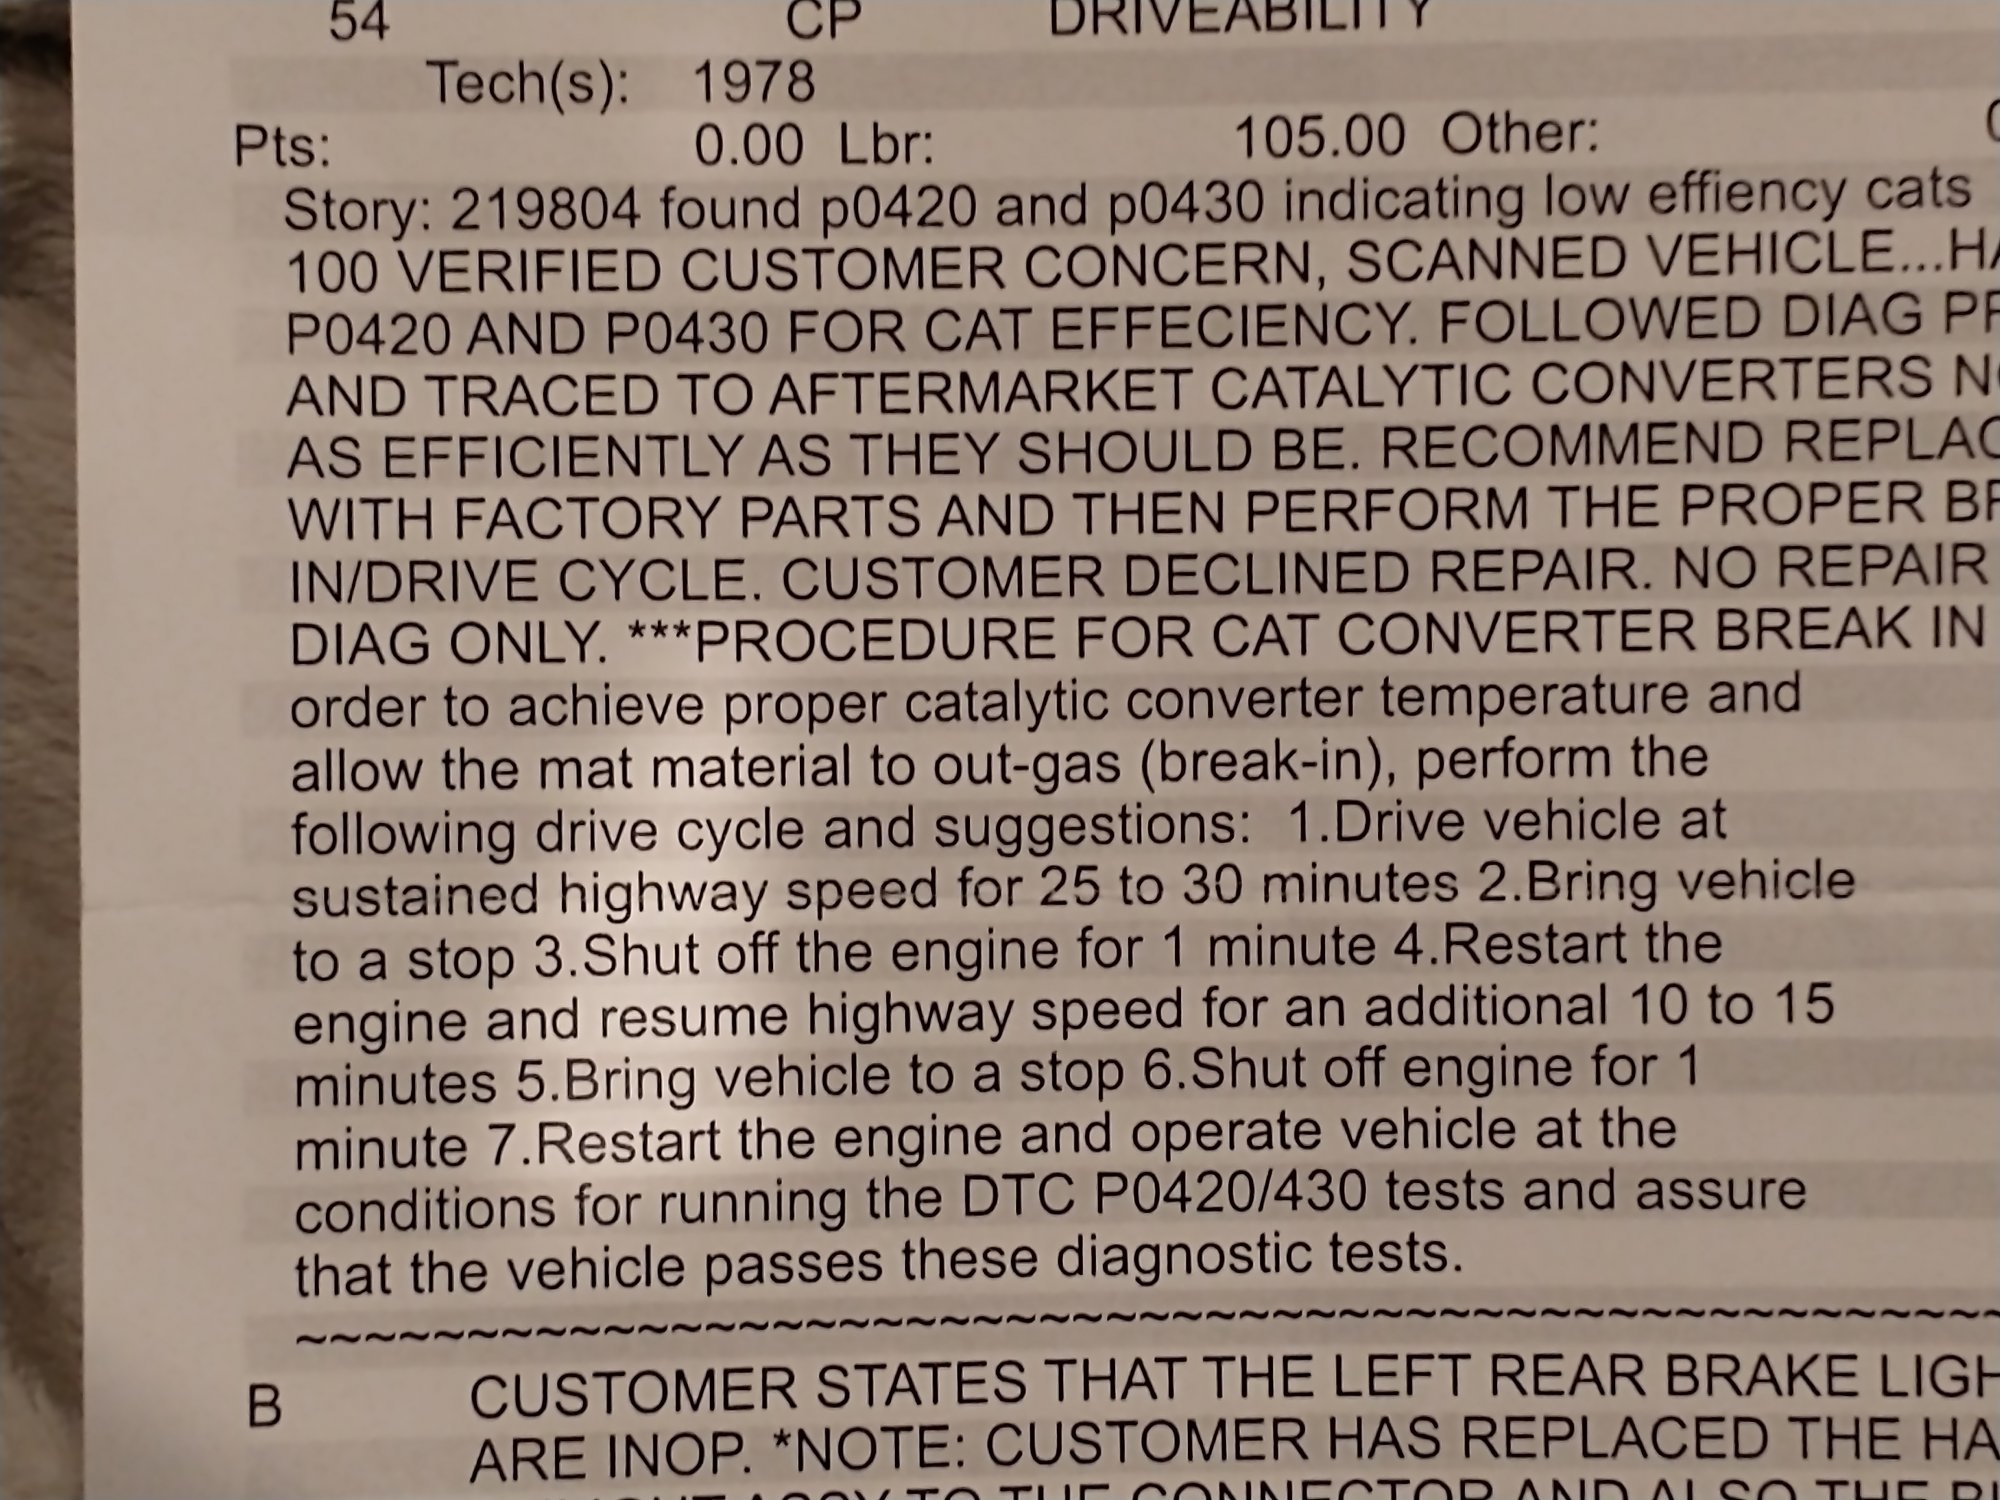 54 CP DRIVEABILITY
Tech(s): 1978
Pts: 0.00 Lbr: 105.00 Other:
Story: 219804 found p0420 and p0430 indicating low effiency cats
100 VERIFIED CUSTOMER CONCERN, SCANNED VEHICLE...
P0420 AND P0430 FOR CAT EFFECIENCY. FOLLOWED DIAG
AND TRACED TO AFTERMARKET CATALYTIC CONVERTERS
AS EFFICIENTLY AS THEY SHOULD BE. RECOMMEND
WITH FACTORY PARTS AND THEN PERFORM THE PROPER
IN/DRIVE CYCLE. CUSTOMER DECLINED REPAIR. NO REPAIR
DIAG ONLY. ***PROCEDURE FOR CAT CONVERTER BREAK IN
order to achieve proper catalytic converter temperature and
allow the mat material to out-gas (break-in), perform the
following drive cycle and suggestions: 1.Drive vehicle at
sustained highway speed for 25 to 30 minutes 2.Bring vehicle
to a stop 3.Shut off the engine for 1 minute 4.Restart the
engine and resume highway speed for an additional 10 to 15
minutes 5.Bring vehicle to a stop 6.Shut off engine for 1
minute 7.Restart the engine and operate vehicle at the
conditions for running the DTC P0420/430 tests and assure
that the vehicle passes these diagnostic tests.
B CUSTOMER STATES THAT THE LEFT REAR BRAKE
ARE INOP. *NOTE: CUSTOMER HAS REPLACED THE
TO THE CONNECTOR AND ALSO THE